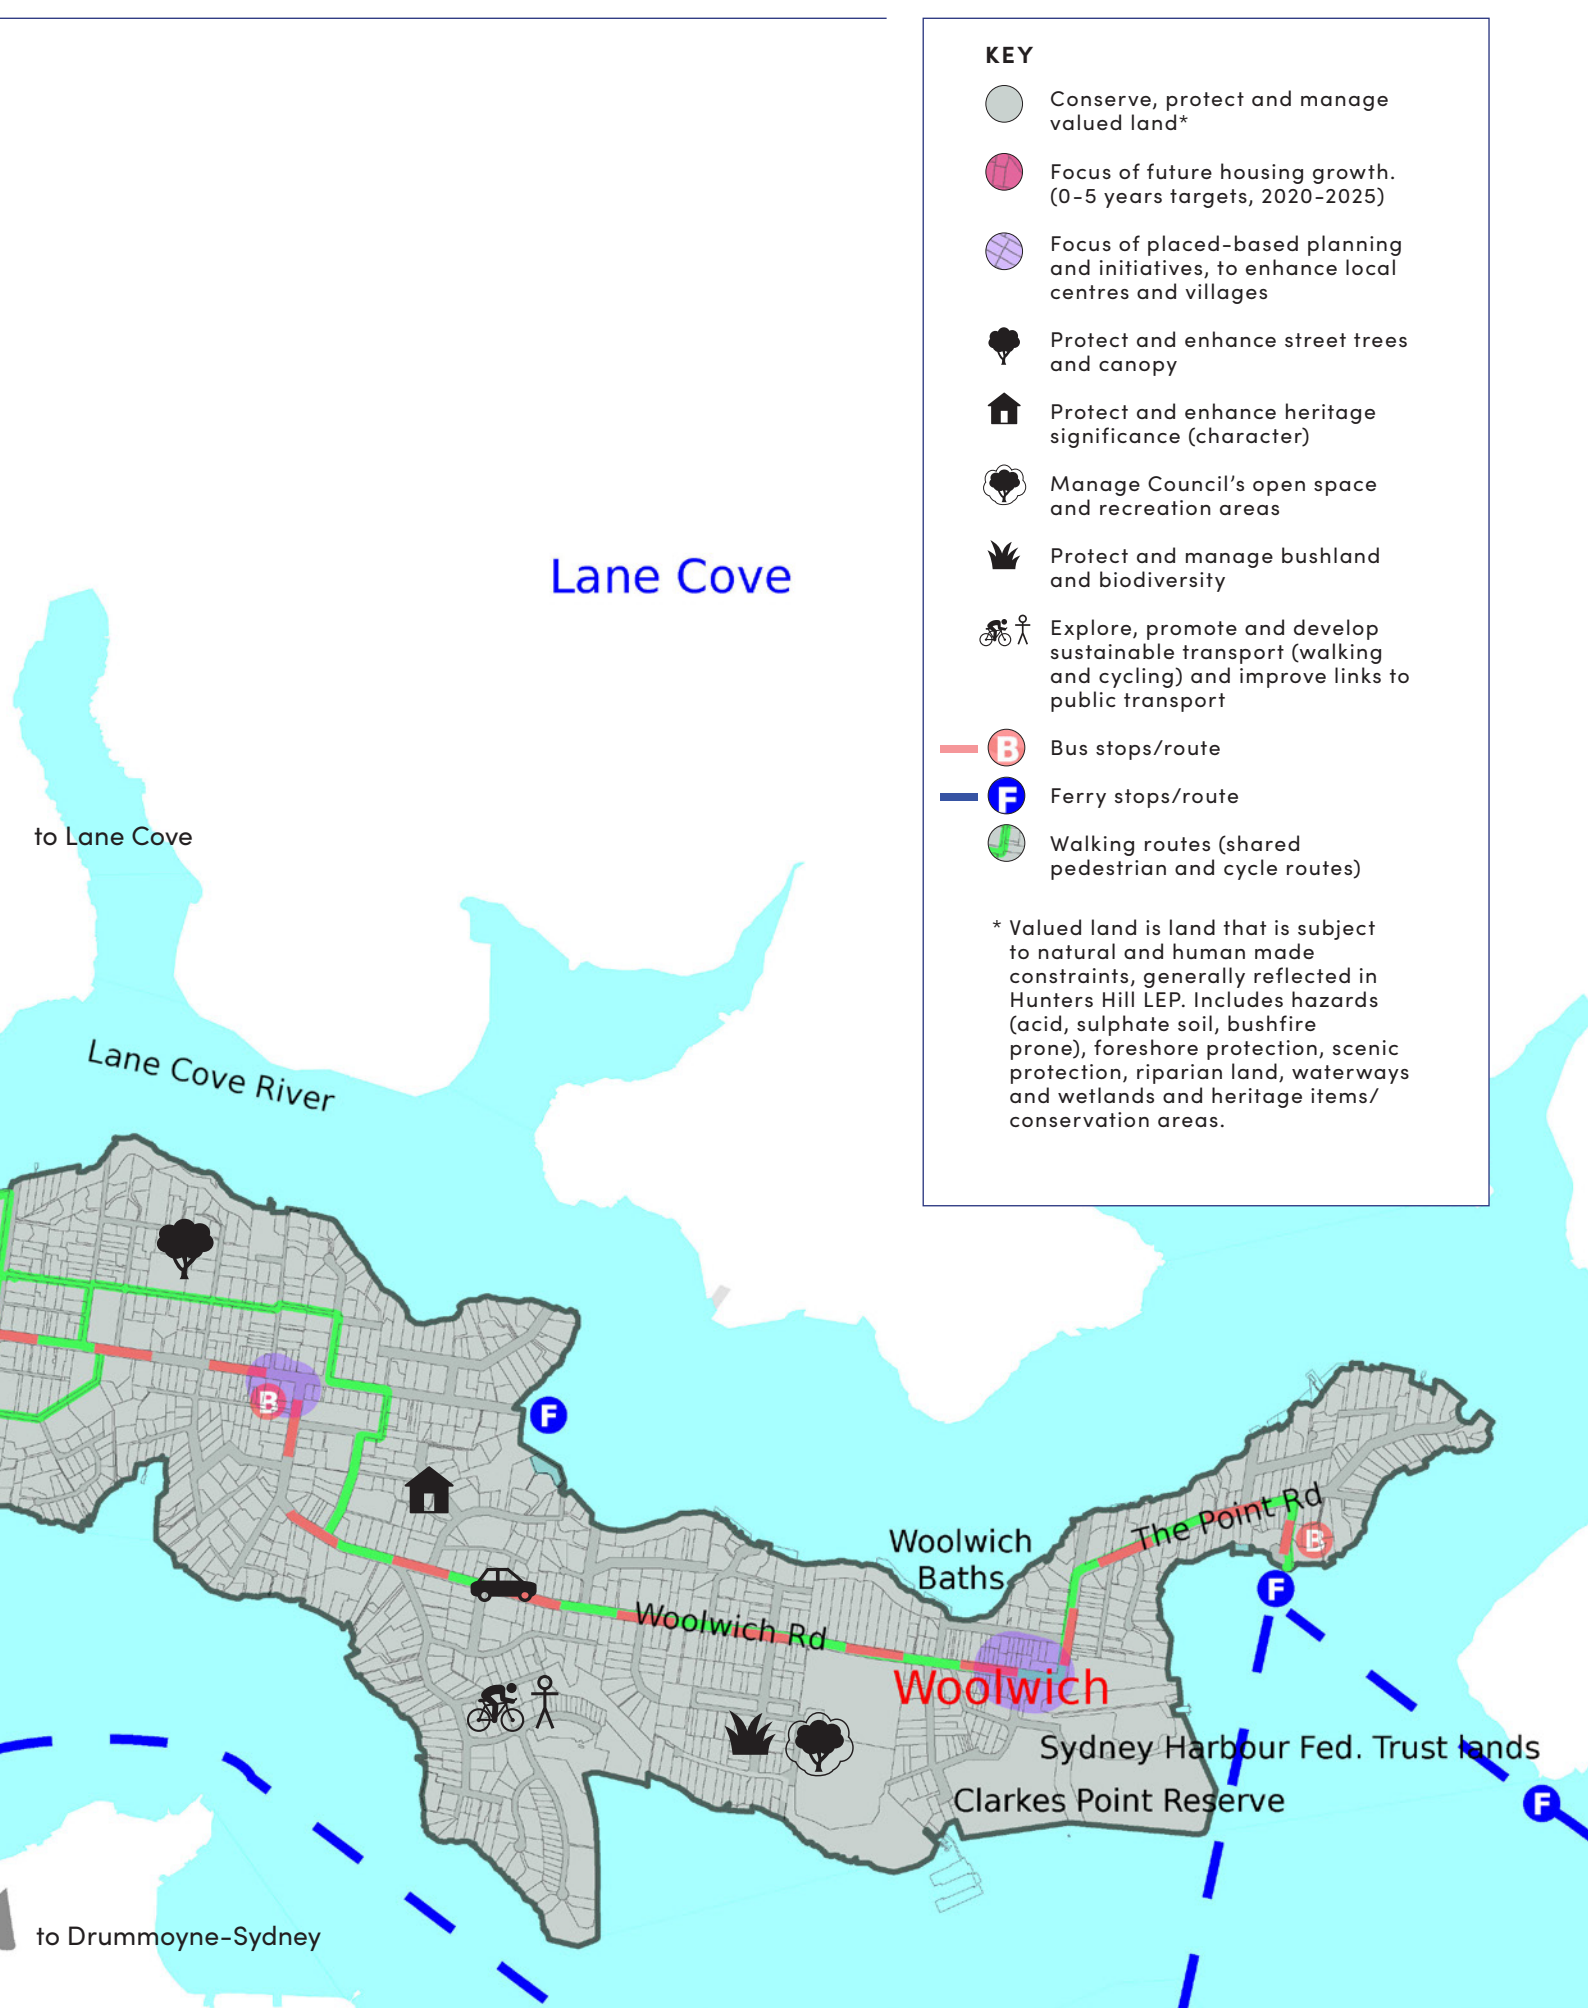 KEY
Conserve, protect and manage
valued land*
Focus of future housing growth.
(0-5 years targets, 2020-2025)
Focus of placed-based planning
and initiatives, to enhance local
centres and villages
Protect and enhance street trees
and canopy
Protect and enhance heritage
significance (character)
Manage Council's open space
and recreation areas
Protect and manage bushland
and biodiversity
Explore, promote and develop
sustainable transport (walking
and cycling) and improve links to
public transport
B Bus stops/route
F Ferry stops/route
Walking routes (shared
pedestrian and cycle routes)
* Valued land is land that is subject
to natural and human made
constraints, generally reflected in
Hunters Hill LEP. Includes hazards
(acid, sulphate soil, bushfire
prone), foreshore protection, scenic
protection, riparian land, waterways
and wetlands and heritage items/
conservation areas.
Lane Cove
to Lane Cove
Lane Cove River
B
F
Woolwich
Baths
The Point Rd
B
F
Woolwich Rd
Woolwich
Sydney Harbour Fed. Trust lands
Clarkes Point Reserve
F
to Drummoyne-Sydney